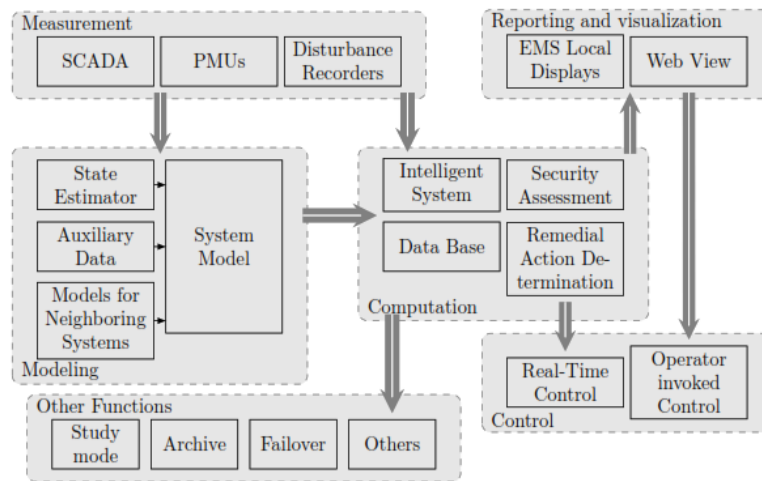 Measurement
SCADA
PMUs
Disturbance
Recorders
Reporting and visualization
EMS Local
Displays
Web View
State
Estimator
Auxiliary
Data
Models for
Neighboring
Systems
System
Model
Modeling
Intelligent
System
Security
Assessment
Data Base
Remedial
Action De-
termination
Computation
Real-Time
Control
Operator
invoked
Control
Control
Other Functions
Study
mode
Archive
Failover
Others